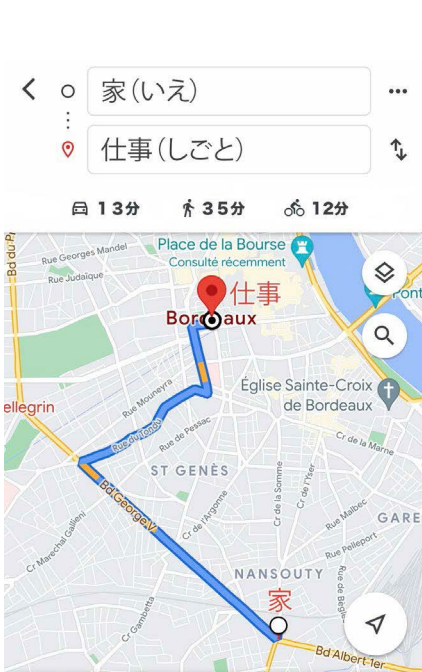 家(いえ)
仕事(しごと)
13分
35分
12分
Bd du Pr
Rue Georges Mandel
Place de la Bourse
Consulté récemment
Rue Judaïque
仕事
Pont
Bordeaux
ellegrin
Rue Mouneyra
Église Sainte-Croix
de Bordeaux
Rue du Tondu
Rue de Pessac
Cr de la Marne
ST GENÈS
Bd George V
Cr de la Somme
Cr de l'Yser
Cr de l'Argonne
Rue Malbec
GARE
Cr Marechal Gallieni
Rue Pelleport
NANSOUTY
Rue de Bègle
家
Cr Gambetta
Bd Albert 1er